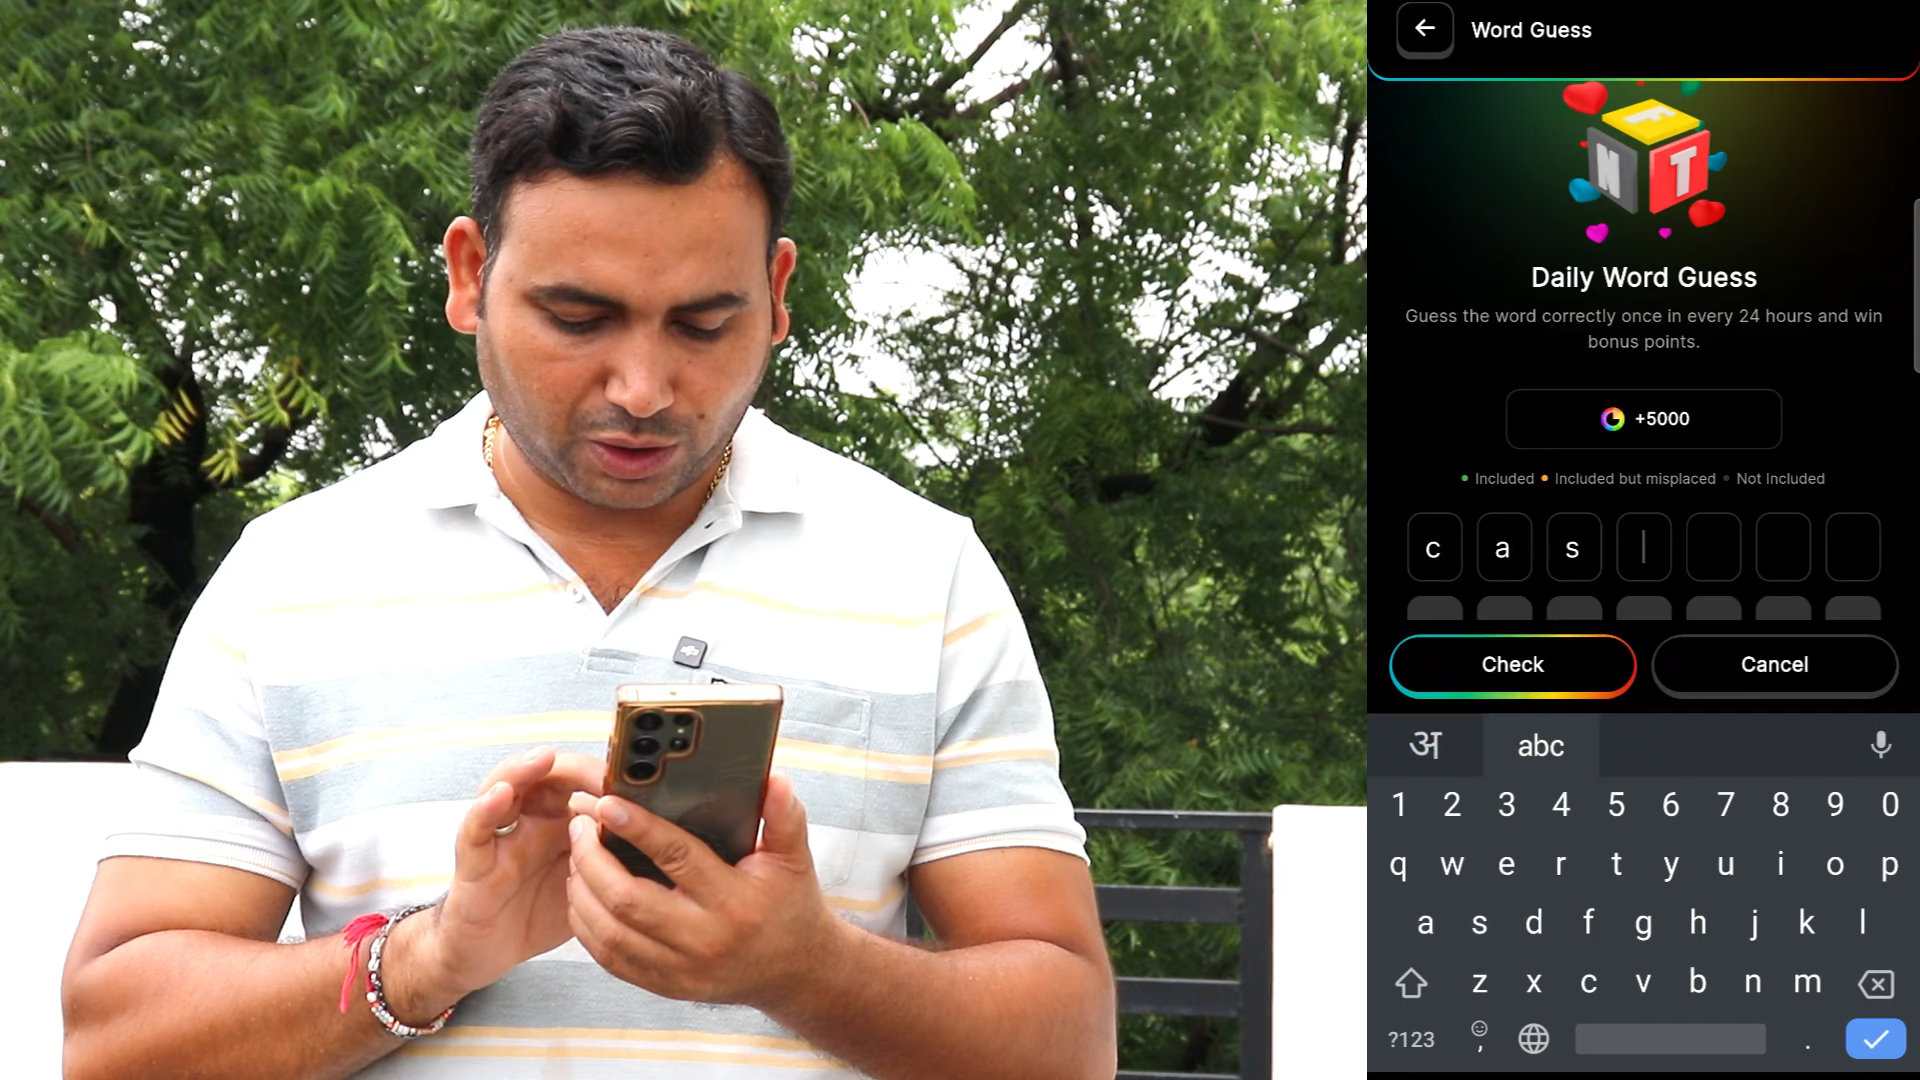 Word Guess
F
N T
Daily Word Guess
Guess the word correctly once in every 24 hours and win
bonus points.
+5000
Included Included but misplaced Not Included
c a s
Check Cancel
अ abc
1 2 3 4 5 6 7 8 9 0
q w e r t y u i o p
a s d f g h j k l
z x c v b n m
?123 , .